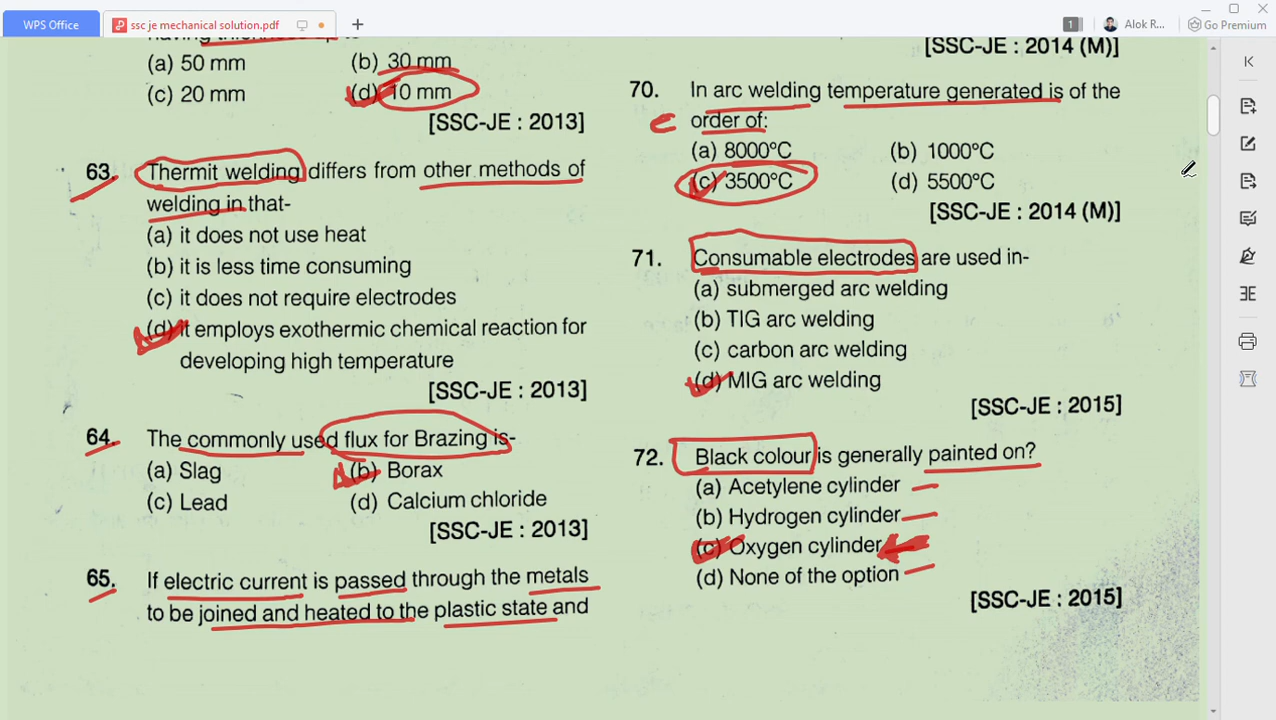 WPS Office
ssc je mechanical solution.pdf
1
Alok R...
Go Premium
(a) 50 mm (b) 30 mm
(c) 20 mm (d) 10 mm
[SSC-JE : 2013]
63. Thermit welding differs from other methods of
welding in that-
(a) it does not use heat
(b) it is less time consuming
(c) it does not require electrodes
(d) it employs exothermic chemical reaction for
developing high temperature
[SSC-JE : 2013]
64. The commonly used flux for Brazing is-
(a) Slag (b) Borax
(c) Lead (d) Calcium chloride
[SSC-JE : 2013]
65. If electric current is passed through the metals
to be joined and heated to the plastic state and
[SSC-JE : 2014 (M)]
70. In arc welding temperature generated is of the
order of:
(a) 8000°C (b) 1000°C
(c) 3500°C (d) 5500°C
[SSC-JE : 2014 (M)]
71. Consumable electrodes are used in-
(a) submerged arc welding
(b) TIG arc welding
(c) carbon arc welding
(d) MIG arc welding
[SSC-JE : 2015]
72. Black colour is generally painted on?
(a) Acetylene cylinder
(b) Hydrogen cylinder
(c) Oxygen cylinder
(d) None of the option
[SSC-JE : 2015]